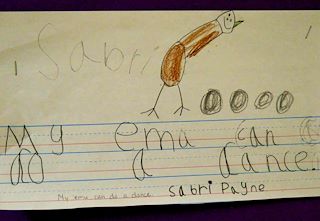 Sabri
My emu can
do a dance.
My emu can do a dance.
Sabri Payne